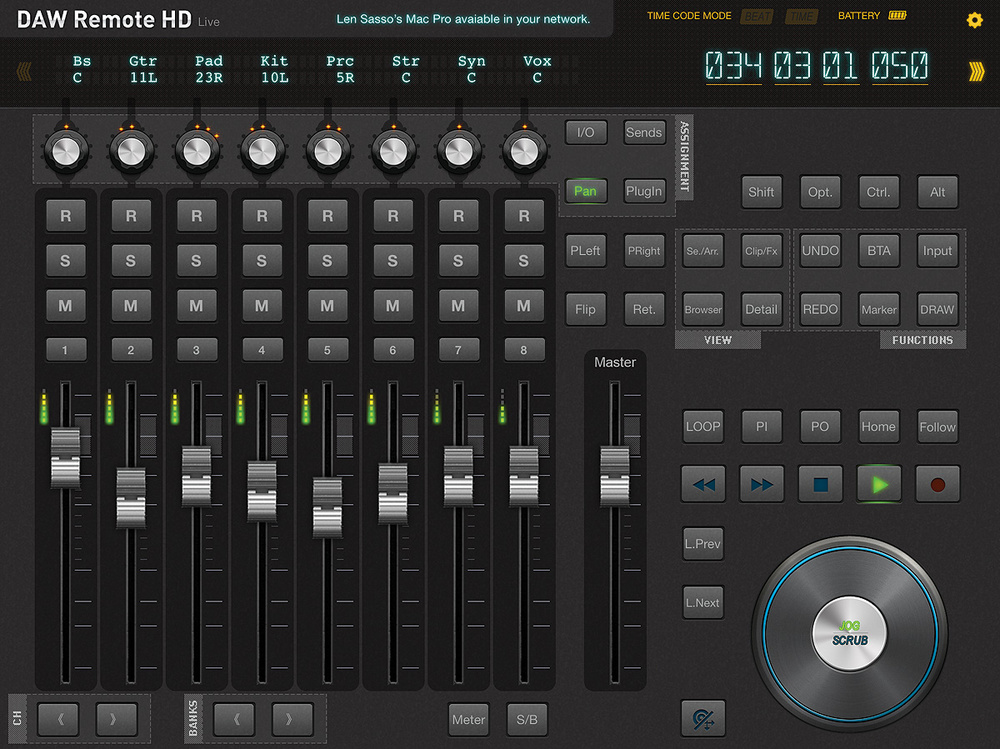 DAW Remote HD Live
Len Sasso's Mac Pro avaiable in your network.
TIME CODE MODE BEAT TIME BATTERY
Bs Gtr Pad Kit Prc Str Syn Vox
C 11L 23R 10L 5R C C C
034 03 01 050
I/O Sends
ASSIGNMENT
Pan PlugIn
Shift Opt. Ctrl. Alt
R R R R R R R R
S S S S S S S S
PLeft PRight Se./Arr. Clip/Fx UNDO BTA Input
M M M M M M M M
Flip Ret. Browser Detail REDO Marker DRAW
VIEW FUNCTIONS
1 2 3 4 5 6 7 8
Master
LOOP PI PO Home Follow
L.Prev
L.Next
JOG
SCRUB
CH
BANKS
Meter S/B